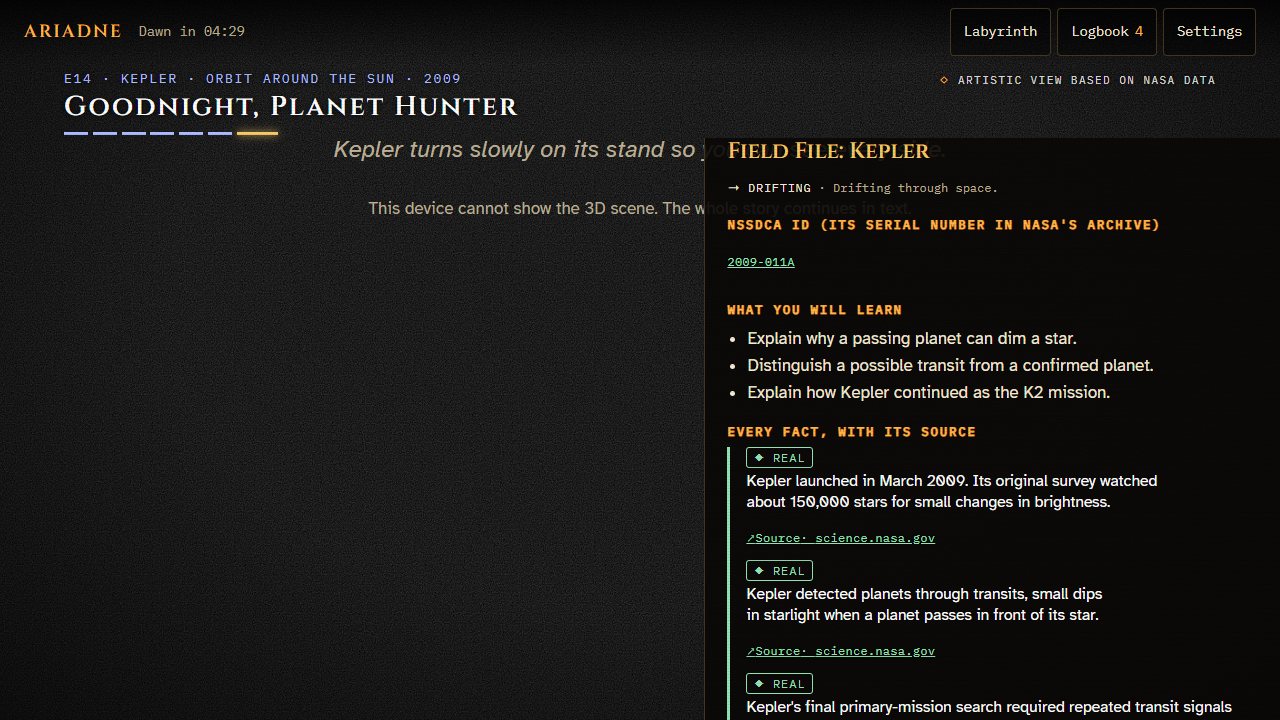 ARIADNE Dawn in 04:29
Labyrinth Logbook 4 Settings
E14 · KEPLER · ORBIT AROUND THE SUN · 2009
◇ ARTISTIC VIEW BASED ON NASA DATA
Goodnight, Planet Hunter
Kepler turns slowly on its stand so
This device cannot show the 3D scene. The whole story continues in text.
Field File: Kepler
→ DRIFTING · Drifting through space.
NSSDCA ID (ITS SERIAL NUMBER IN NASA'S ARCHIVE)
2009-011A
WHAT YOU WILL LEARN
• Explain why a passing planet can dim a star.
• Distinguish a possible transit from a confirmed planet.
• Explain how Kepler continued as the K2 mission.
EVERY FACT, WITH ITS SOURCE
◆ REAL
Kepler launched in March 2009. Its original survey watched
about 150,000 stars for small changes in brightness.
↗Source· science.nasa.gov
◆ REAL
Kepler detected planets through transits, small dips
in starlight when a planet passes in front of its star.
↗Source· science.nasa.gov
◆ REAL
Kepler's final primary-mission search required repeated transit signals